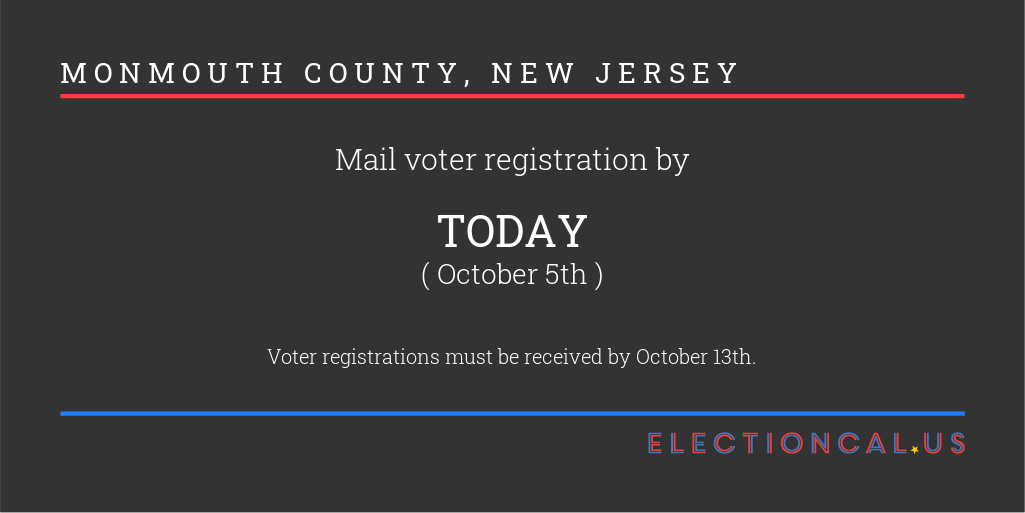 MONMOUTH COUNTY, NEW JERSEY
Mail voter registration by
TODAY
( October 5th )
Voter registrations must be received by October 13th.
ELECTIONCAL.US